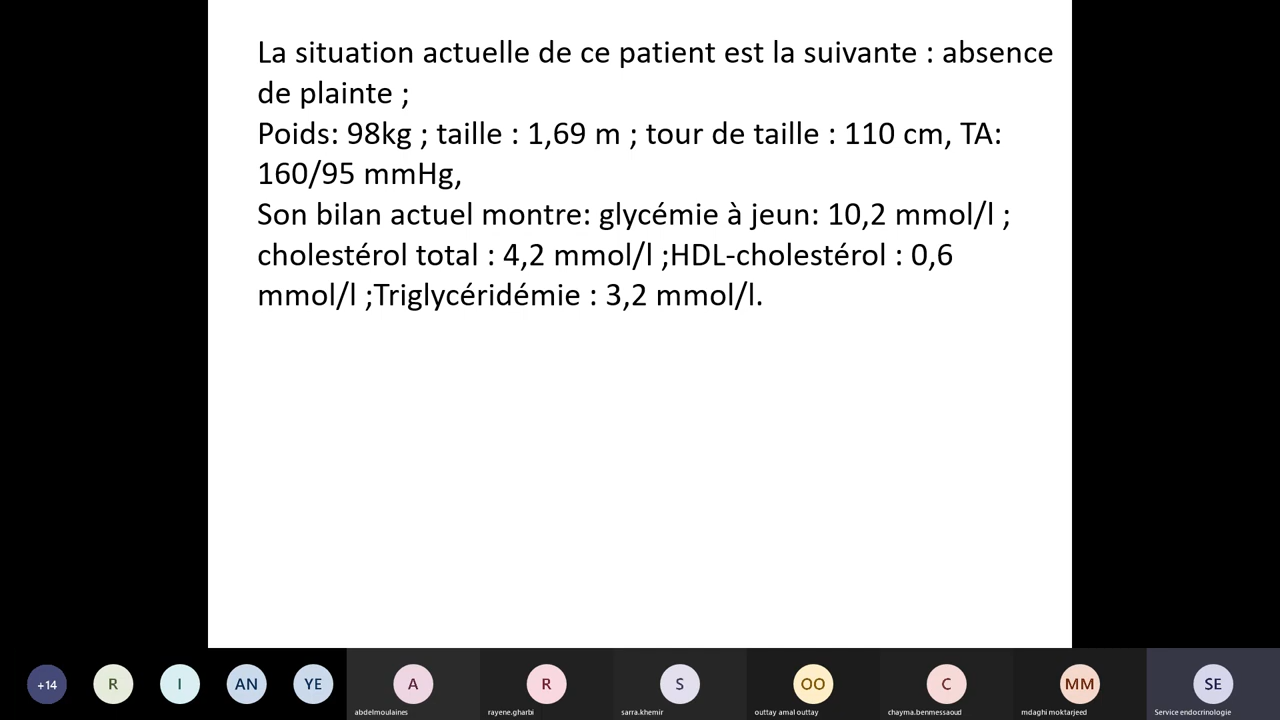 La situation actuelle de ce patient est la suivante : absence
de plainte ;
Poids: 98kg ; taille : 1,69 m ; tour de taille : 110 cm, TA:
160/95 mmHg,
Son bilan actuel montre: glycémie à jeun: 10,2 mmol/l ;
cholestérol total : 4,2 mmol/l ;HDL-cholestérol : 0,6
mmol/l ;Triglycéridémie : 3,2 mmol/l.
+14 R I AN YE A R S OO C MM SE
abdelmoulaines rayene.gharbi sarra.khemir outtay amal outtay chayma.benmessaoud mdaghi moktarjeed Service endocrinologie